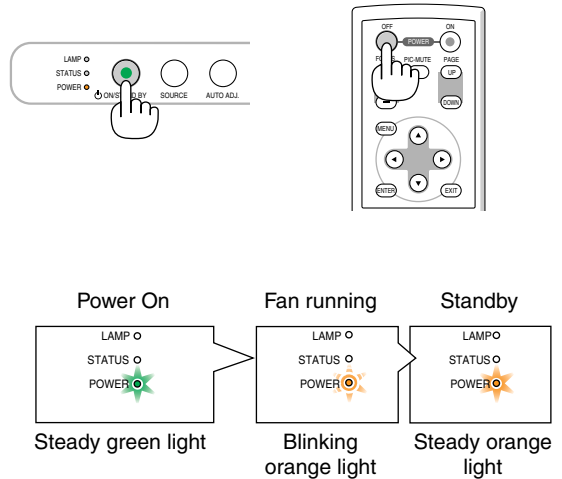 LAMP
STATUS
POWER
ON/STAND BY SOURCE AUTO ADJ.
OFF ON
POWER
PIC-MUTE PAGE
UP
DOWN
MENU
ENTER EXIT
Power On Fan running Standby
LAMP LAMP LAMP
STATUS STATUS STATUS
POWER POWER POWER
Steady green light Blinking Steady orange
orange light light